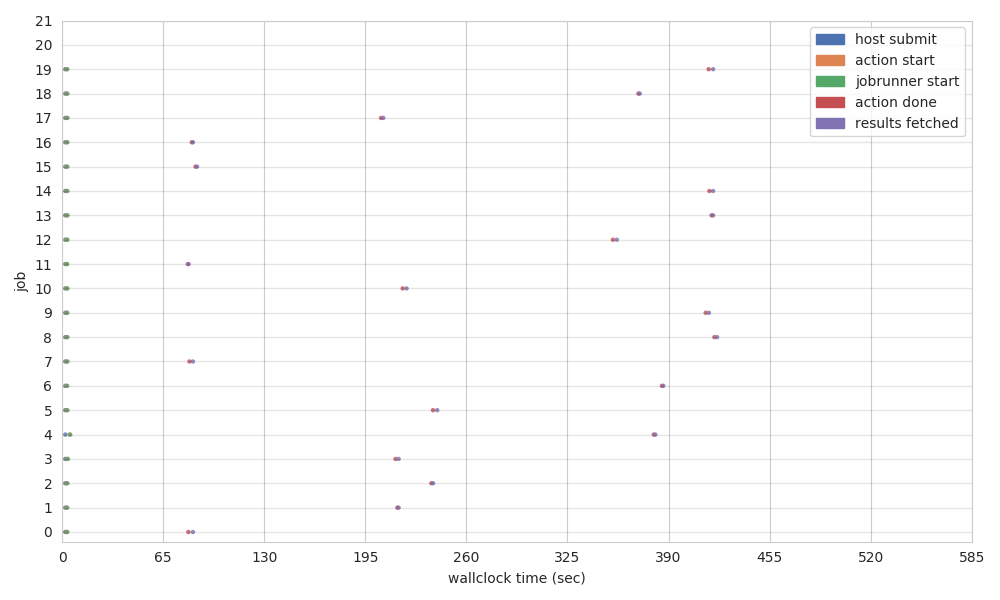 21
20
19
18
17
16
15
14
13
12
11
10
9
8
7
6
5
4
3
2
1
0
job
host submit
action start
jobrunner start
action done
results fetched
0 65 130 195 260 325 390 455 520 585
wallclock time (sec)